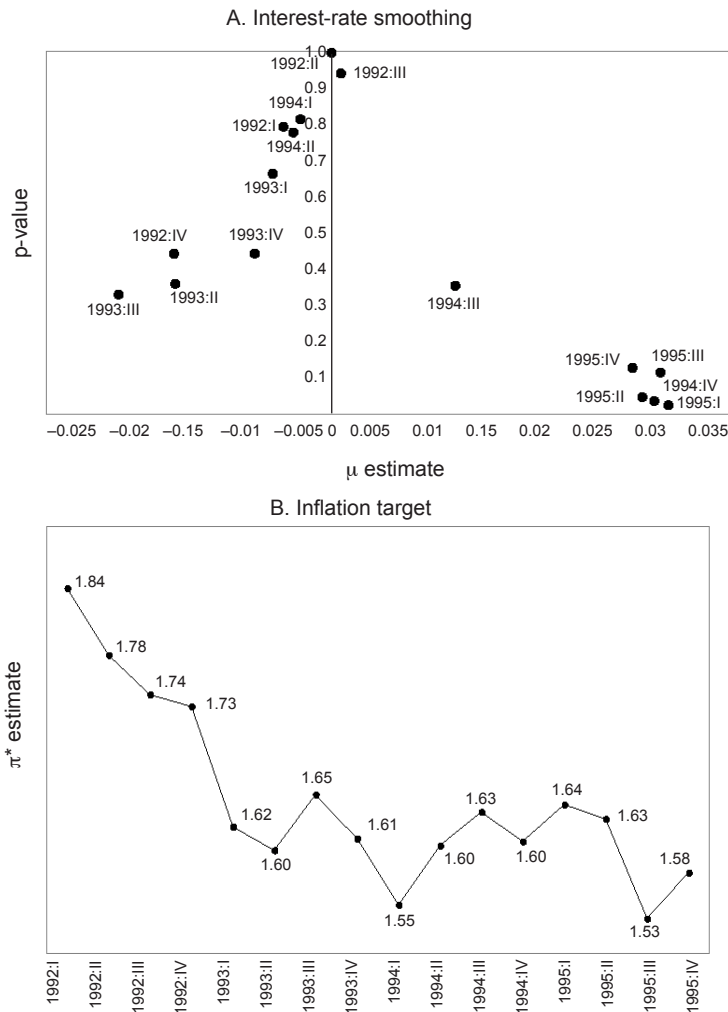 A. Interest-rate smoothing
1.0
1992:II
1992:III
0.9
1994:I
0.8
1992:I
1994:II
0.7
1993:I
0.6
p-value
0.5
1992:IV
1993:IV
0.4
1993:II
1993:III
0.3
1994:III
0.2
1995:IV
1995:III
0.1
1994:IV
1995:II
1995:I
–0.025 –0.02 –0.15 –0.01 –0.005 0 0.005 0.01 0.15 0.02 0.025 0.03 0.035
μ estimate
B. Inflation target
1.84
1.78
1.74
1.73
π* estimate
1.65
1.64
1.63
1.63
1.62
1.61
1.60
1.60
1.60
1.58
1.55
1.53
1992:I
1992:II
1992:III
1992:IV
1993:I
1993:II
1993:III
1993:IV
1994:I
1994:II
1994:III
1994:IV
1995:I
1995:II
1995:III
1995:IV